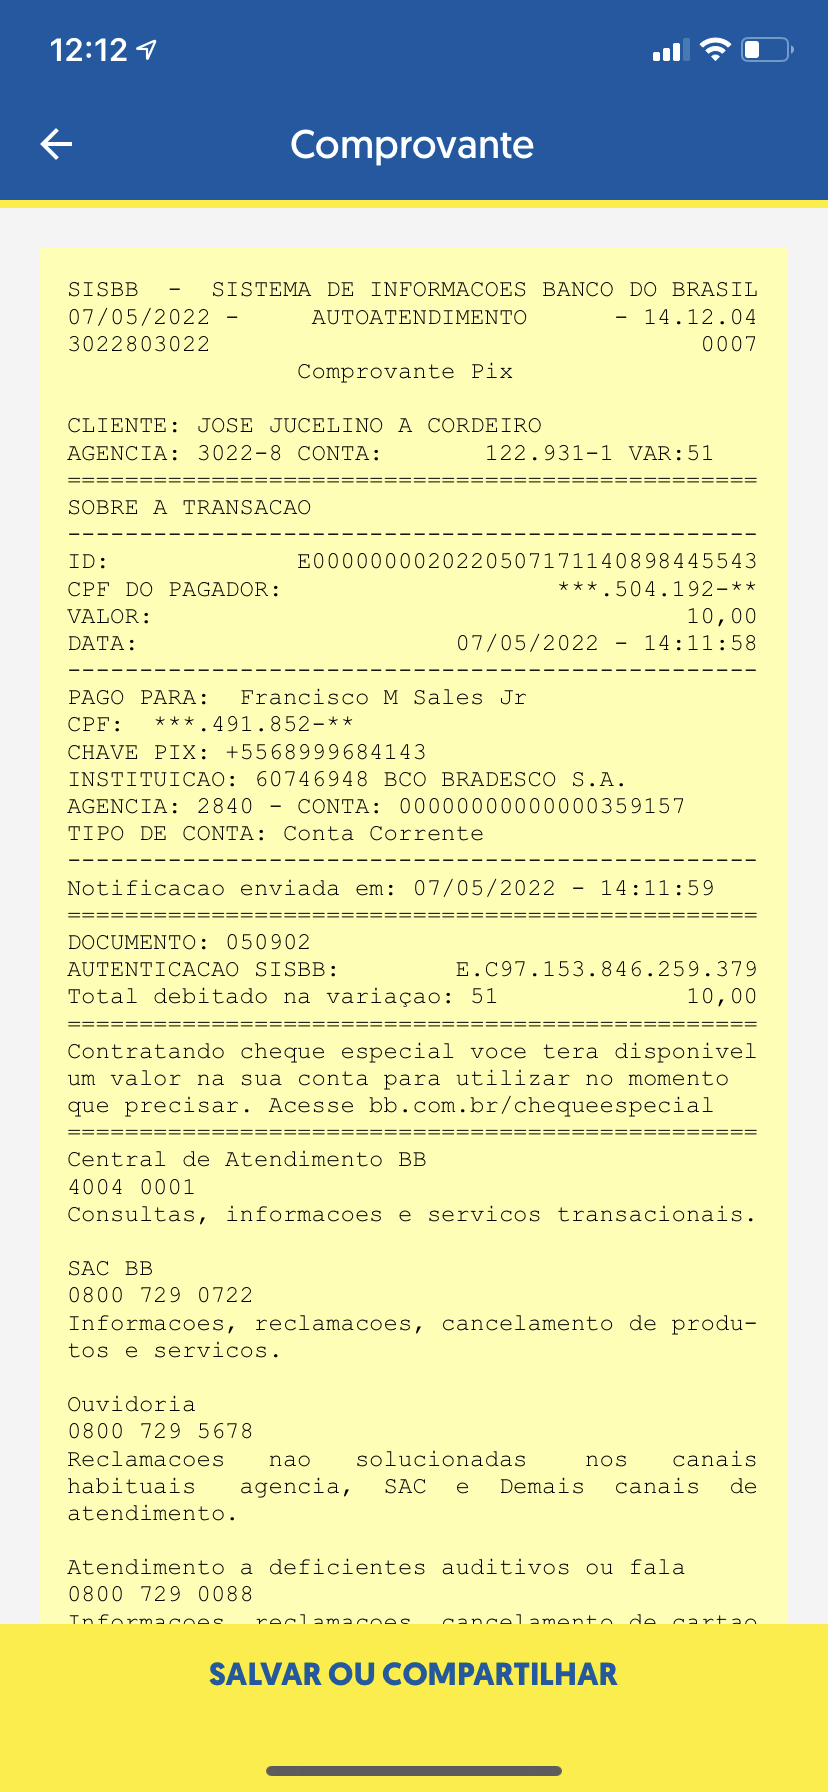 12:12
Comprovante
SISBB - SISTEMA DE INFORMACOES BANCO DO BRASIL
07/05/2022 - AUTOATENDIMENTO - 14.12.04
3022803022 0007
Comprovante Pix
CLIENTE: JOSE JUCELINO A CORDEIRO
AGENCIA: 3022-8 CONTA: 122.931-1 VAR:51
================================================
SOBRE A TRANSACAO
------------------------------------------------
ID: E00000000202205071711140898445543
CPF DO PAGADOR: ***.504.192-**
VALOR: 10,00
DATA: 07/05/2022 - 14:11:58
------------------------------------------------
PAGO PARA: Francisco M Sales Jr
CPF: ***.491.852-**
CHAVE PIX: +5568999684143
INSTITUICAO: 60746948 BCO BRADESCO S.A.
AGENCIA: 2840 - CONTA: 00000000000000359157
TIPO DE CONTA: Conta Corrente
------------------------------------------------
Notificacao enviada em: 07/05/2022 - 14:11:59
================================================
DOCUMENTO: 050902
AUTENTICACAO SISBB: E.C97.153.846.259.379
Total debitado na variaçao: 51 10,00
================================================
Contratando cheque especial voce tera disponivel
um valor na sua conta para utilizar no momento
que precisar. Acesse bb.com.br/chequeespecial
================================================
Central de Atendimento BB
4004 0001
Consultas, informacoes e servicos transacionais.
SAC BB
0800 729 0722
Informacoes, reclamacoes, cancelamento de produ-
tos e servicos.
Ouvidoria
0800 729 5678
Reclamacoes nao solucionadas nos canais
habituais agencia, SAC e Demais canais de
atendimento.
Atendimento a deficientes auditivos ou fala
0800 729 0088
Informacoes, reclamacoes, cancelamento de cartao
SALVAR OU COMPARTILHAR